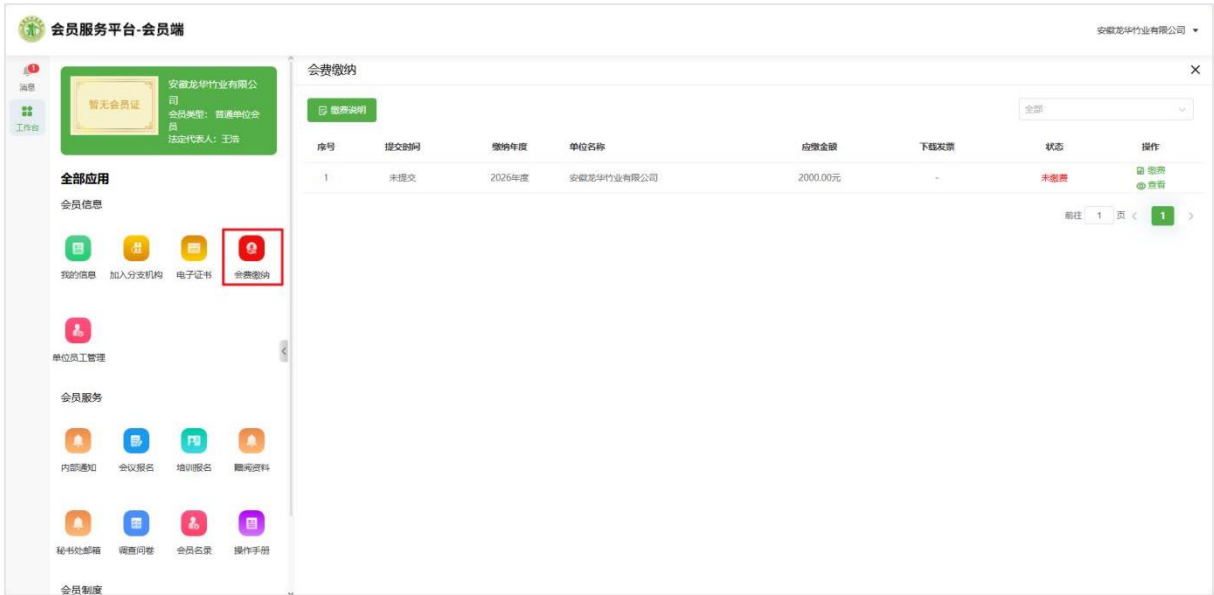 会员服务平台-会员端
安徽龙华竹业有限公司
1
消息
工作台
暂无会员证
安徽龙华竹业有限公
司
会员类型：普通单位会
员
法定代表人：王浩
全部应用
会员信息
我的信息 加入分支机构 电子证书 会费缴纳
单位员工管理
会员服务
内部通知 会议报名 培训报名 赠阅资料
秘书处邮箱 调查问卷 会员名录 操作手册
会员制度
会费缴纳
缴费说明
全部
序号 提交时间 缴纳年度 单位名称 应缴金额 下载发票 状态 操作
1 未提交 2026年度 安徽龙华竹业有限公司 2000.00元 - 未缴费 缴费
查看
前往 1 页 1